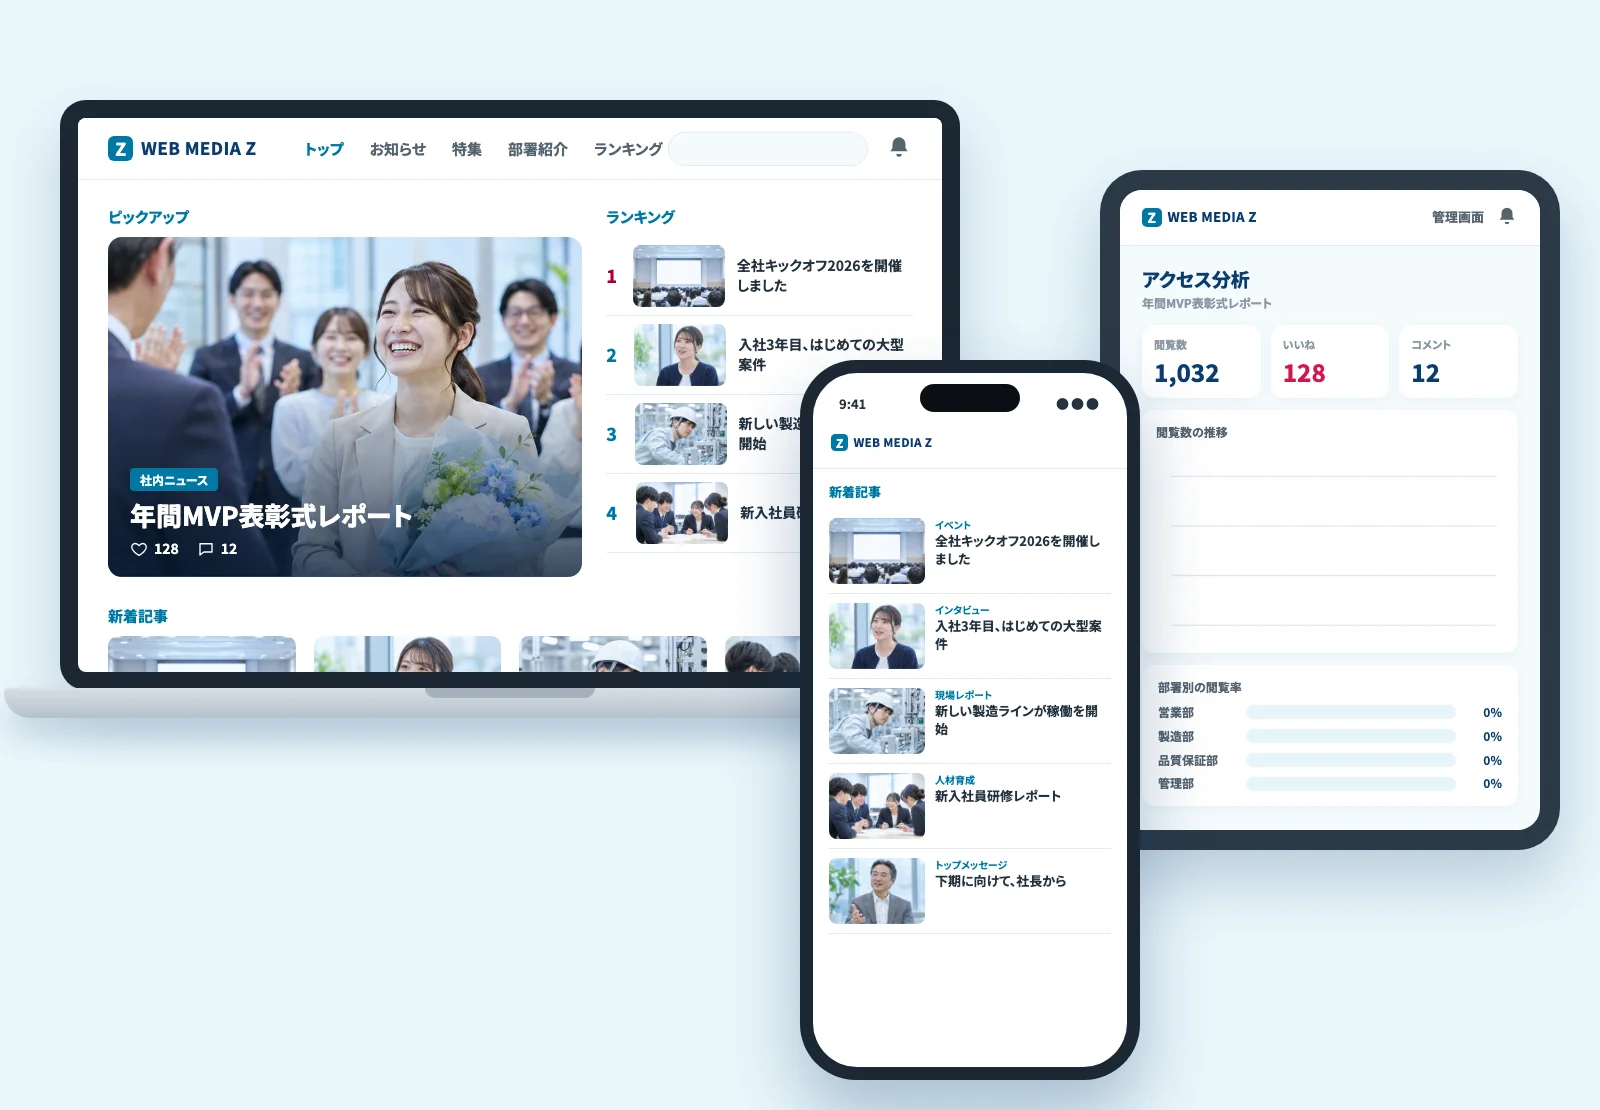 Z WEB MEDIA Z
トップ お知らせ 特集 部署紹介 ランキング
ピックアップ
社内ニュース
年間MVP表彰式レポート
128 12
ランキング
1
全社キックオフ2026を開催
しました
2
入社3年目、はじめての大型
案件
3
新しい製造
開始
4
新入社員研
新着記事
9:41
Z WEB MEDIA Z
新着記事
イベント
全社キックオフ2026を開催し
ました
インタビュー
入社3年目、はじめての大型案
件
現場レポート
新しい製造ラインが稼働を開
始
人材育成
新入社員研修レポート
トップメッセージ
下期に向けて、社長から
Z WEB MEDIA Z
管理画面
アクセス分析
年間MVP表彰式レポート
閲覧数
1,032
いいね
128
コメント
12
閲覧数の推移
部署別の閲覧率
営業部 0%
製造部 0%
品質保証部 0%
管理部 0%